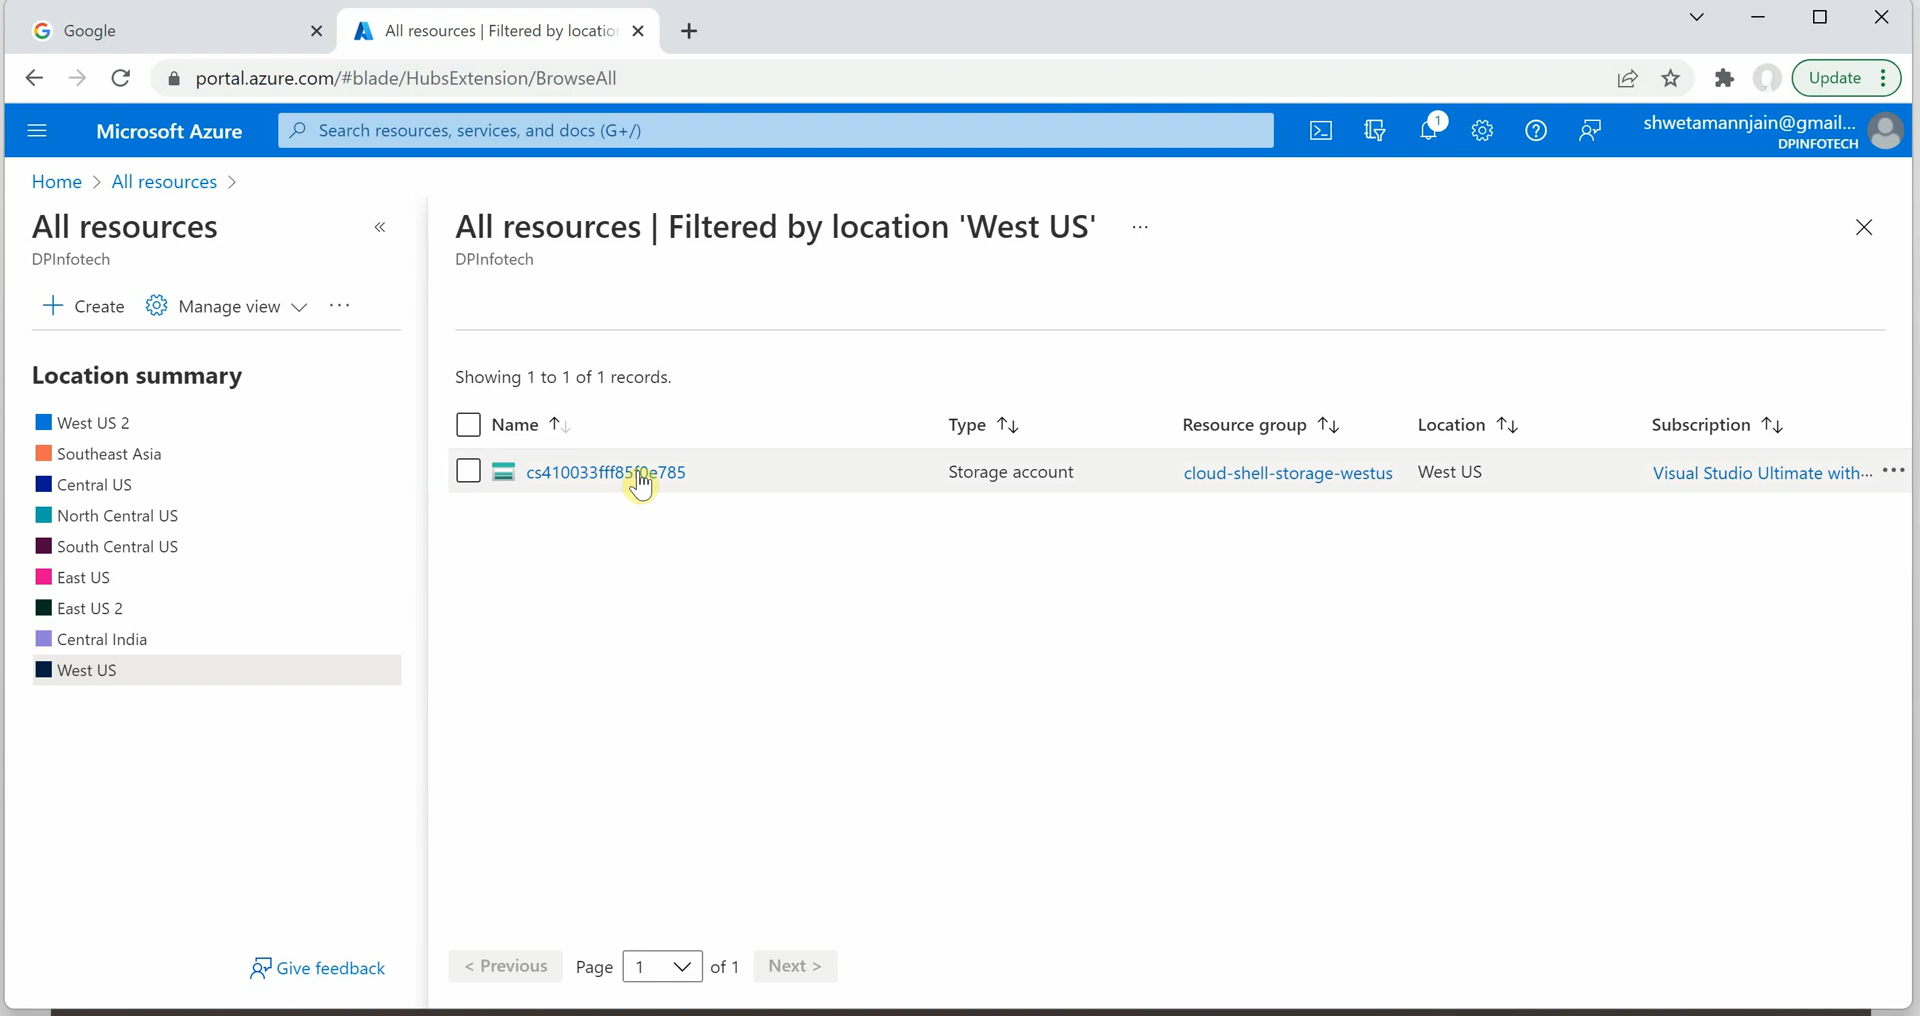 Google
All resources | Filtered by locatio
portal.azure.com/#blade/HubsExtension/BrowseAll
Update
Microsoft Azure
Search resources, services, and docs (G+/)
1
shwetamannjain@gmail...
DPINFOTECH
Home > All resources >
All resources
DPInfotech
Create
Manage view
...
All resources | Filtered by location 'West US'
...
DPInfotech
Showing 1 to 1 of 1 records.
Name Type Resource group Location Subscription
cs410033fff85f0e785 Storage account cloud-shell-storage-westus West US Visual Studio Ultimate with... ...
Location summary
West US 2
Southeast Asia
Central US
North Central US
South Central US
East US
East US 2
Central India
West US
Give feedback
< Previous Page 1 of 1 Next >